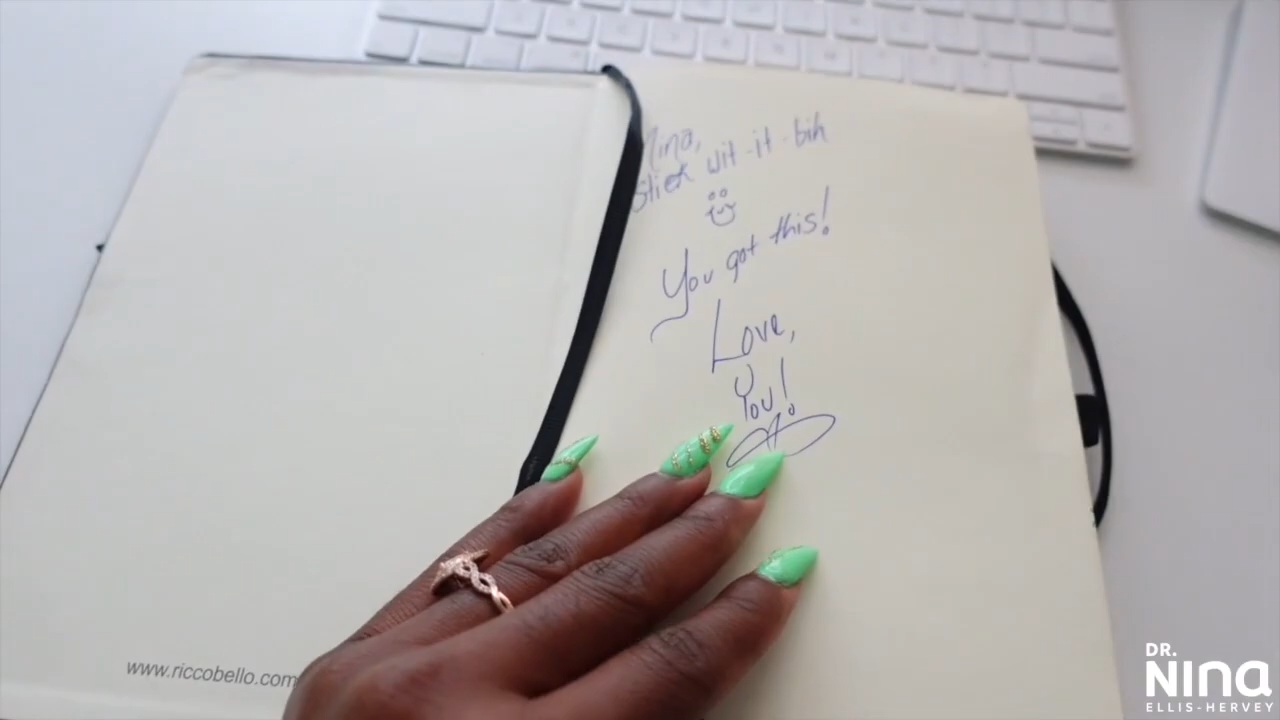 Nina,
Stick wit-it-bih
You got this!
Love,
You!
www.riccobello.com
DR.
Nina
ELLIS-HERVEY